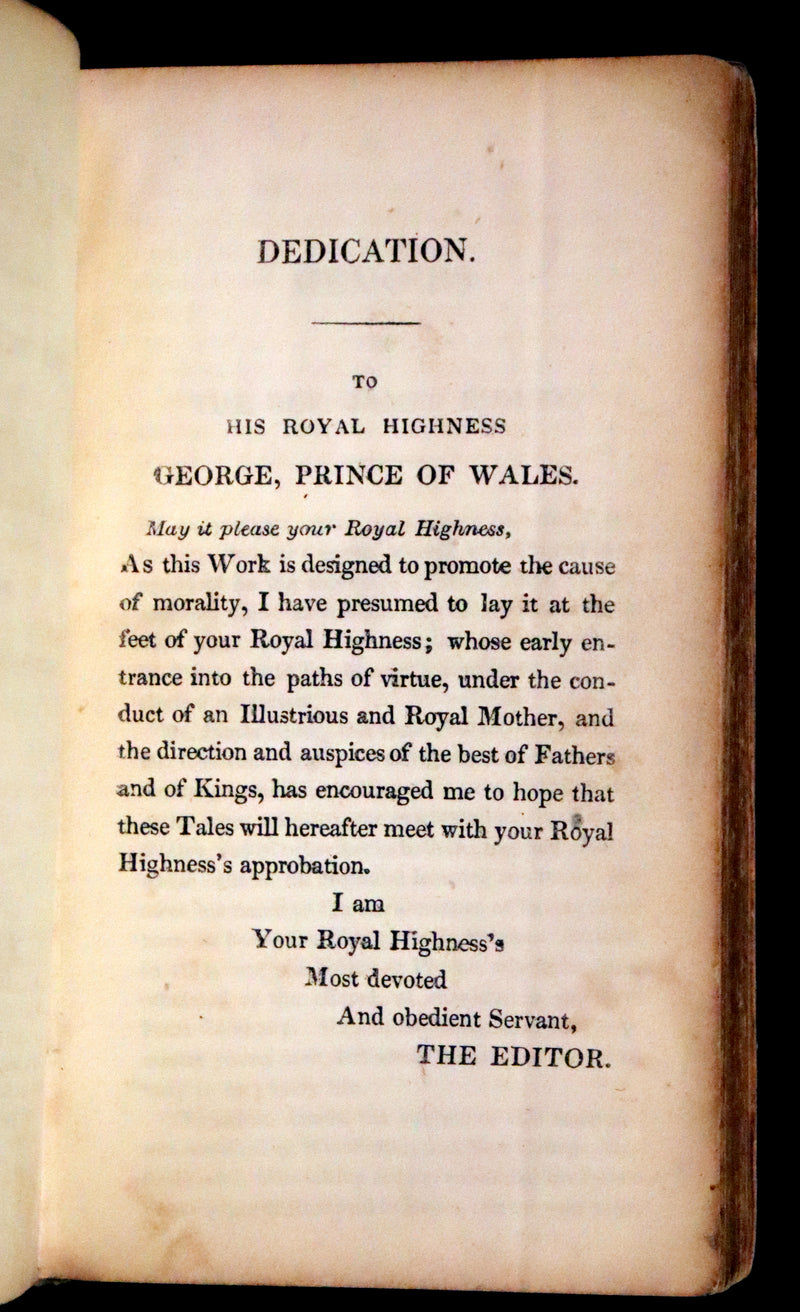 DEDICATION.
TO
HIS ROYAL HIGHNESS
GEORGE, PRINCE OF WALES.
May it please your Royal Highness,
As this Work is designed to promote the cause
of morality, I have presumed to lay it at the
feet of your Royal Highness; whose early en-
trance into the paths of virtue, under the con-
duct of an Illustrious and Royal Mother, and
the direction and auspices of the best of Fathers
and of Kings, has encouraged me to hope that
these Tales will hereafter meet with your Royal
Highness's approbation.
I am
Your Royal Highness's
Most devoted
And obedient Servant,
THE EDITOR.